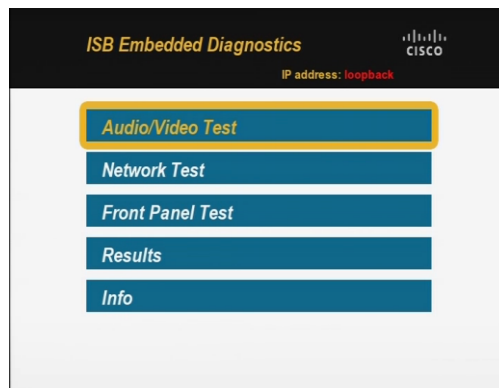 ISB Embedded Diagnostics
CISCO
IP address: loopback
Audio/Video Test
Network Test
Front Panel Test
Results
Info